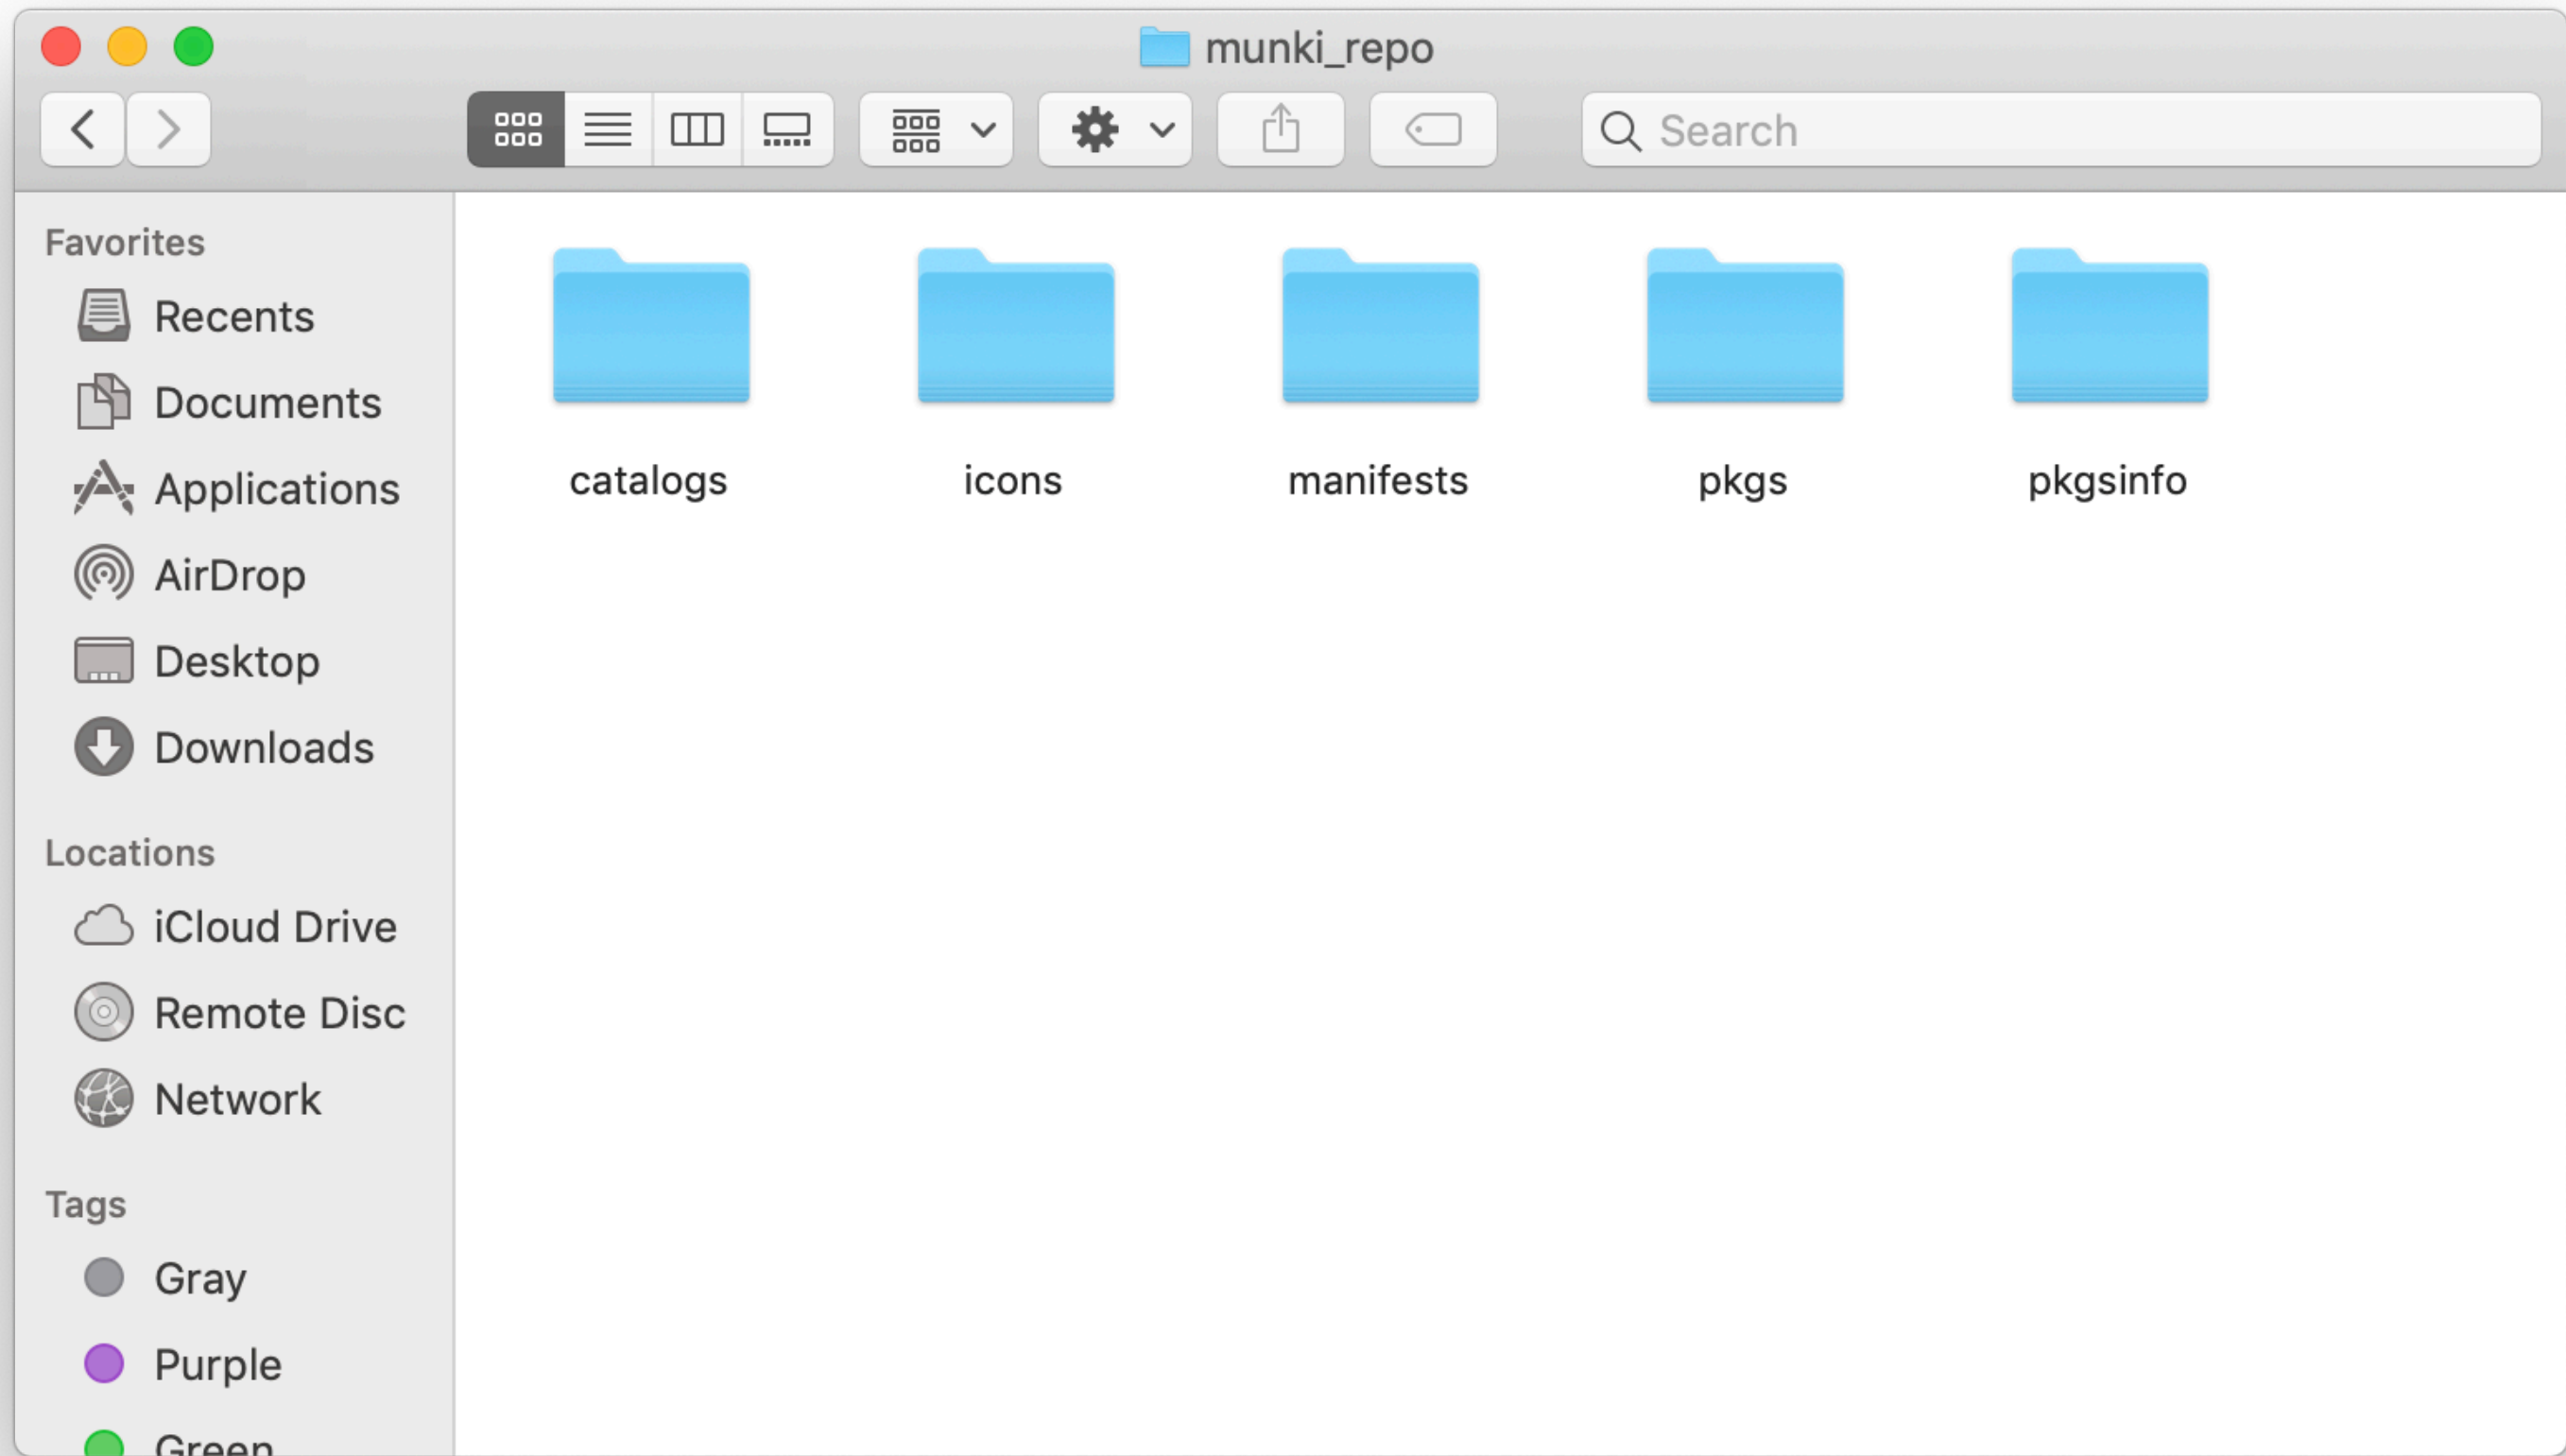 munki_repo
Search
Favorites
Recents
Documents
Applications
AirDrop
Desktop
Downloads
Locations
iCloud Drive
Remote Disc
Network
Tags
Gray
Purple
Green
catalogs
icons
manifests
pkgs
pkgsinfo